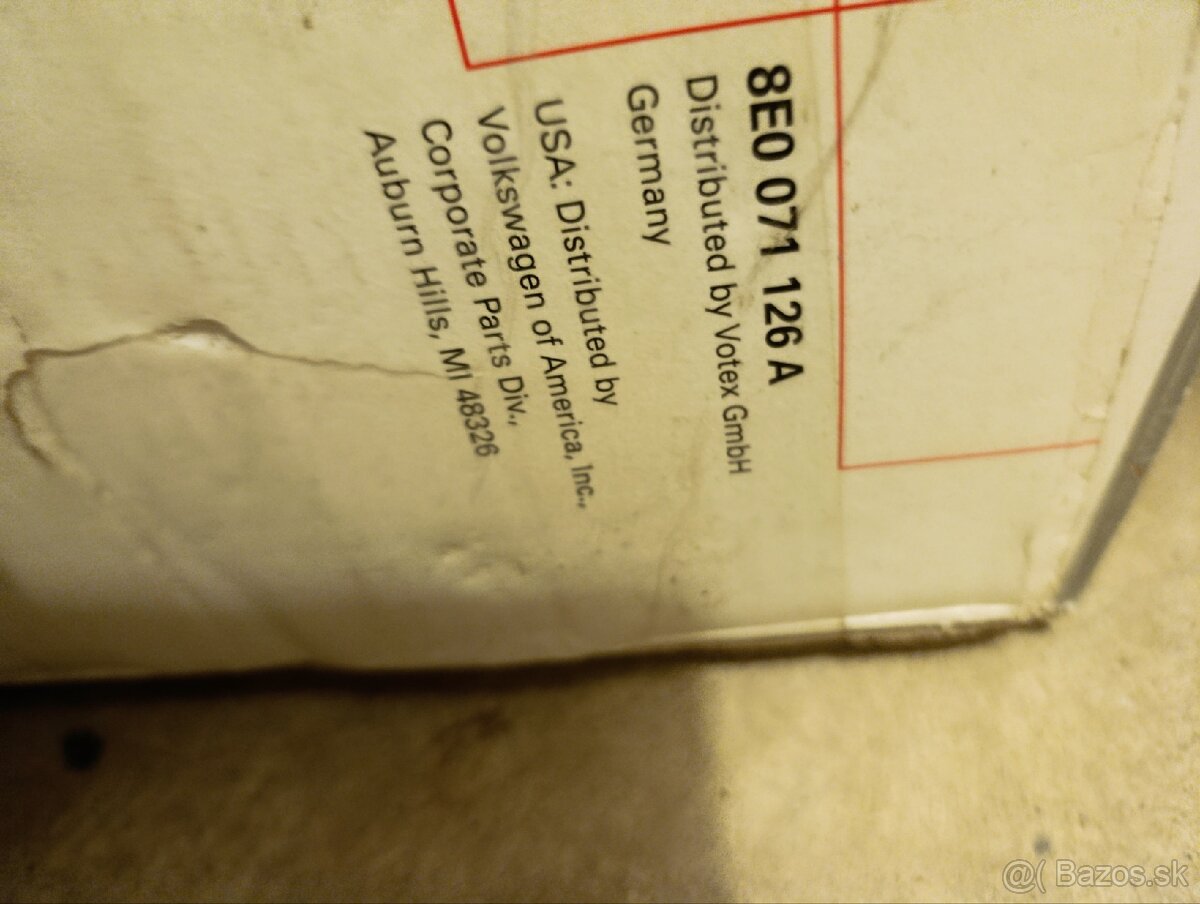 8E0 071 126 A
Distributed by Votex GmbH
Germany
USA: Distributed by
Volkswagen of America, Inc.,
Corporate Parts Div.,
Auburn Hills, MI 48326
@( Bazos.sk